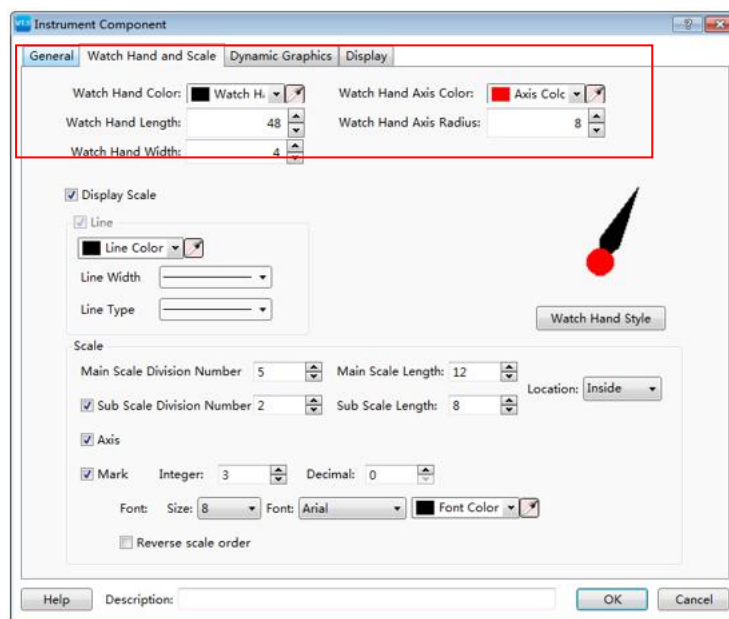 Instrument Component
General Watch Hand and Scale Dynamic Graphics Display
Watch Hand Color: Watch Ha Watch Hand Axis Color: Axis Colc
Watch Hand Length: 48 Watch Hand Axis Radius: 8
Watch Hand Width: 4
Display Scale
Line
Line Color
Line Width
Line Type
Watch Hand Style
Scale
Main Scale Division Number 5 Main Scale Length: 12
Location: Inside
Sub Scale Division Number 2 Sub Scale Length: 8
Axis
Mark Integer: 3 Decimal: 0
Font: Size: 8 Font: Arial Font Color
Reverse scale order
Help Description: OK Cancel